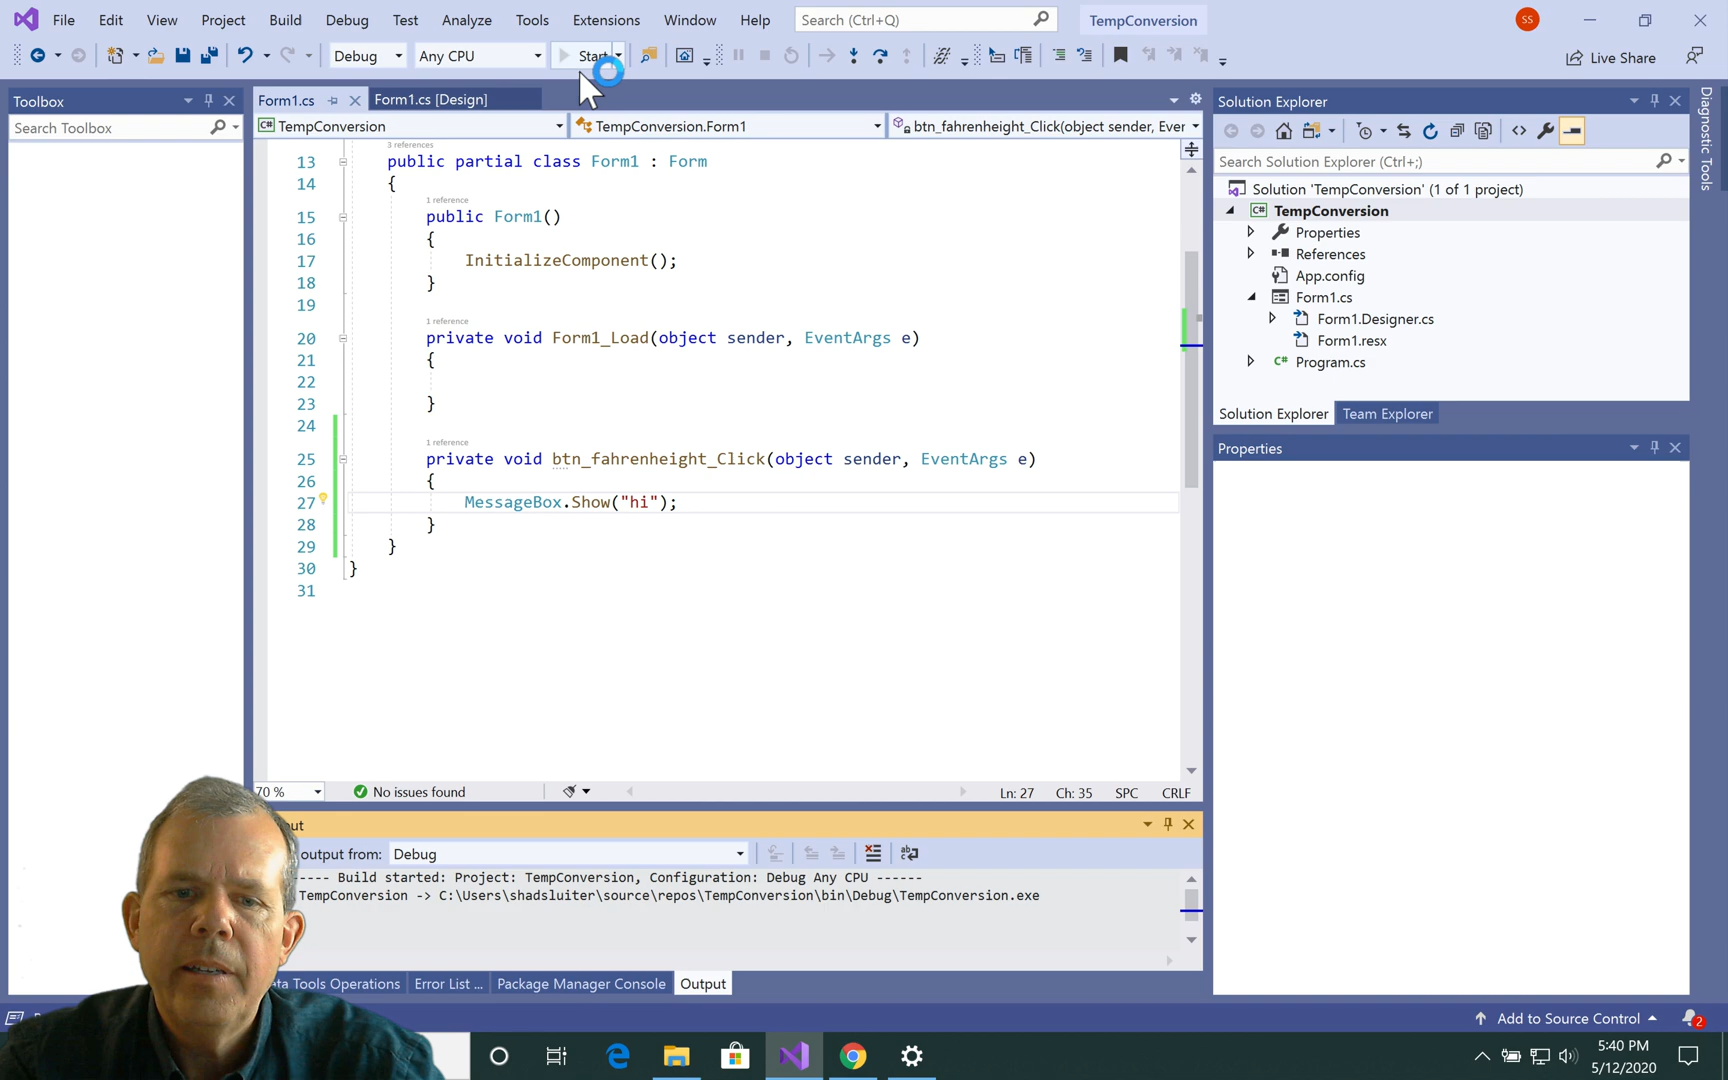 File Edit View Project Build Debug Test Analyze Tools Extensions Window Help Search (Ctrl+Q) TempConversion SS
Debug Any CPU Start Live Share
Toolbox
Search Toolbox
Form1.cs Form1.cs [Design]
TempConversion TempConversion.Form1 btn_fahrenheight_Click(object sender, Ever
3 references
13 public partial class Form1 : Form
14 {
1 reference
15 public Form1()
16 {
17 InitializeComponent();
18 }
19
1 reference
20 private void Form1_Load(object sender, EventArgs e)
21 {
22
23 }
24
1 reference
25 private void btn_fahrenheight_Click(object sender, EventArgs e)
26 {
27 MessageBox.Show("hi");
28 }
29 }
30 }
31
70 % No issues found Ln: 27 Ch: 35 SPC CRLF
output from: Debug
Build started: Project: TempConversion, Configuration: Debug Any CPU ------
TempConversion -> C:\Users\shadsluiter\source\repos\TempConversion\bin\Debug\TempConversion.exe
Tools Operations Error List ... Package Manager Console Output
Solution Explorer
Search Solution Explorer (Ctrl+;)
Solution 'TempConversion' (1 of 1 project)
C# TempConversion
Properties
References
App.config
Form1.cs
Form1.Designer.cs
Form1.resx
C# Program.cs
Solution Explorer Team Explorer
Properties
Diagnostic Tools
Add to Source Control 2
5:40 PM
5/12/2020